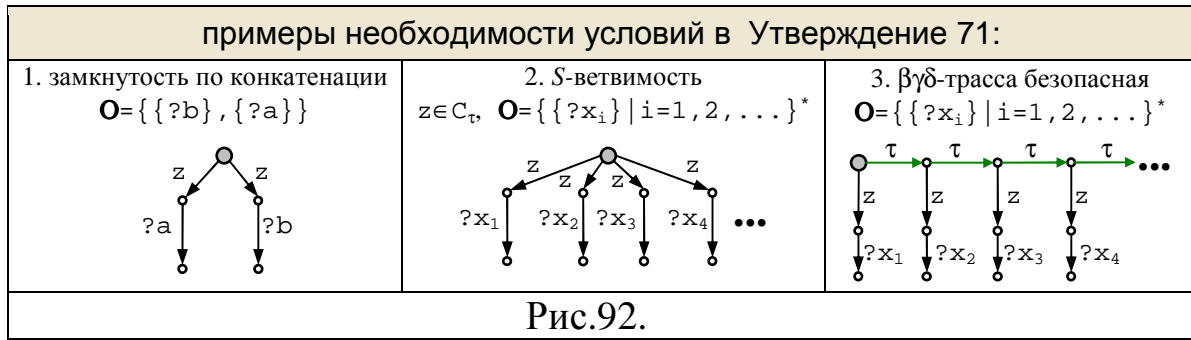 примеры необходимости условий в Утверждение 71:
1. замкнутость по конкатенации
O={{?b},{?a}}
z z
?a ?b
2. S-ветвимость
z∈Cτ, O={{?xᵢ}|i=1,2,...}*
z z z z
?x₁ ?x₂ ?x₃ ?x₄ •••
3. βγδ-трасса безопасная
O={{?xᵢ}|i=1,2,...}*
τ τ τ τ •••
z z z z
?x₁ ?x₂ ?x₃ ?x₄
Рис.92.